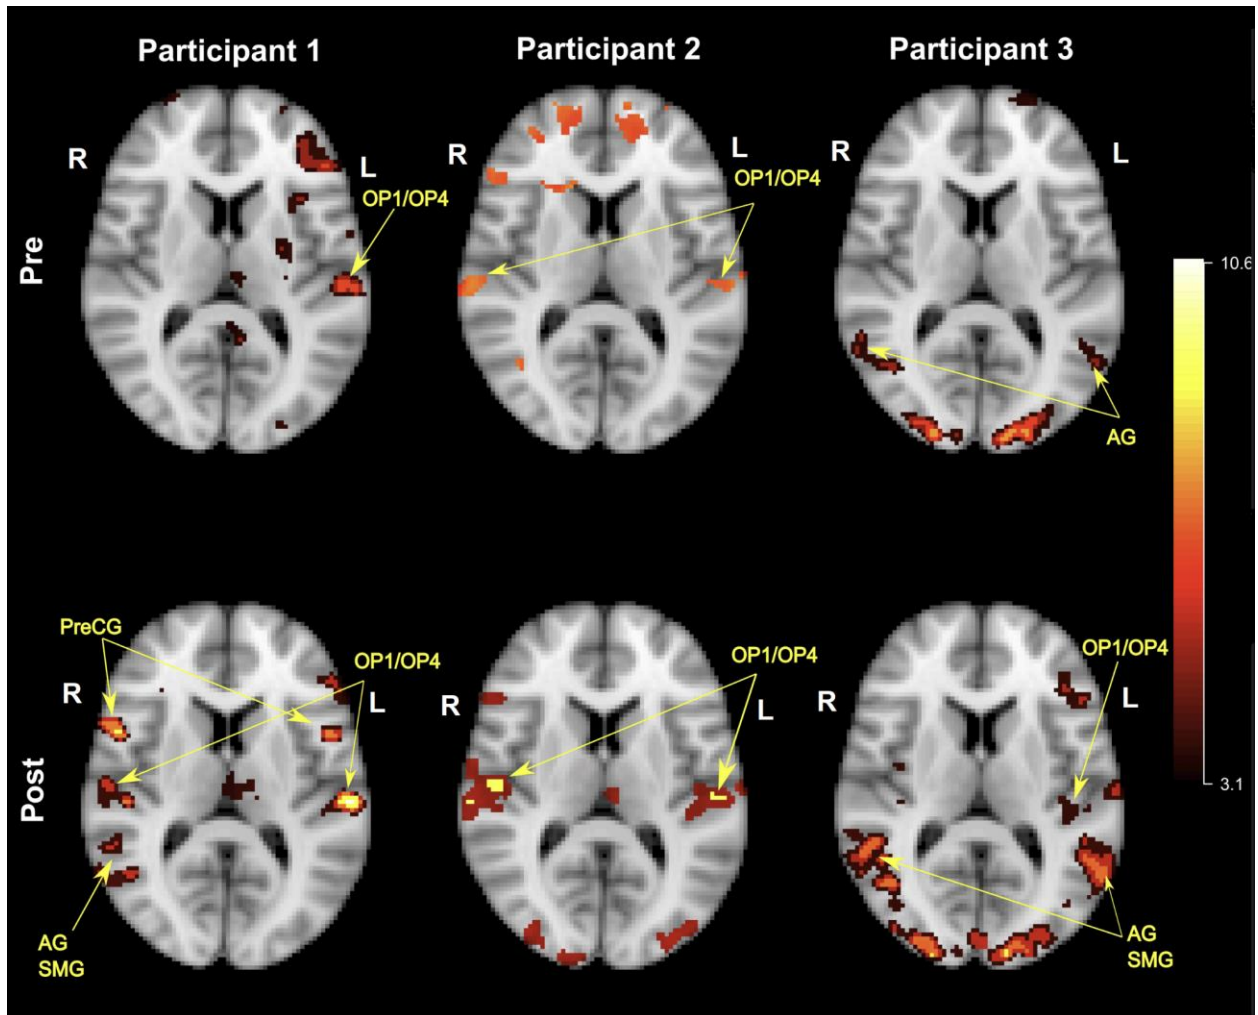 Participant 1
Participant 2
Participant 3
Pre
R
L
OP1/OP4
R
L
OP1/OP4
R
L
AG
10.6
3.1
Post
PreCG
OP1/OP4
R
L
AG
SMG
OP1/OP4
R
L
OP1/OP4
R
L
AG
SMG